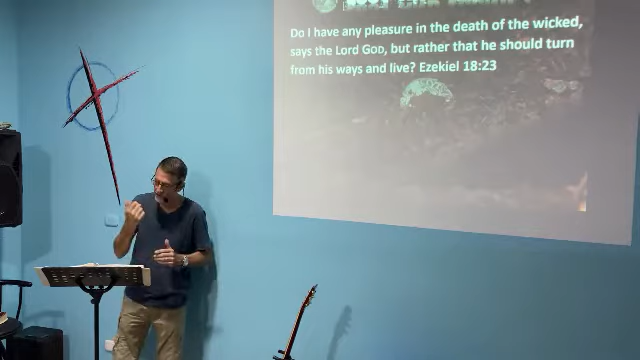 Do I have any pleasure in the death of the wicked,
says the Lord God, but rather that he should turn
from his ways and live? Ezekiel 18:23